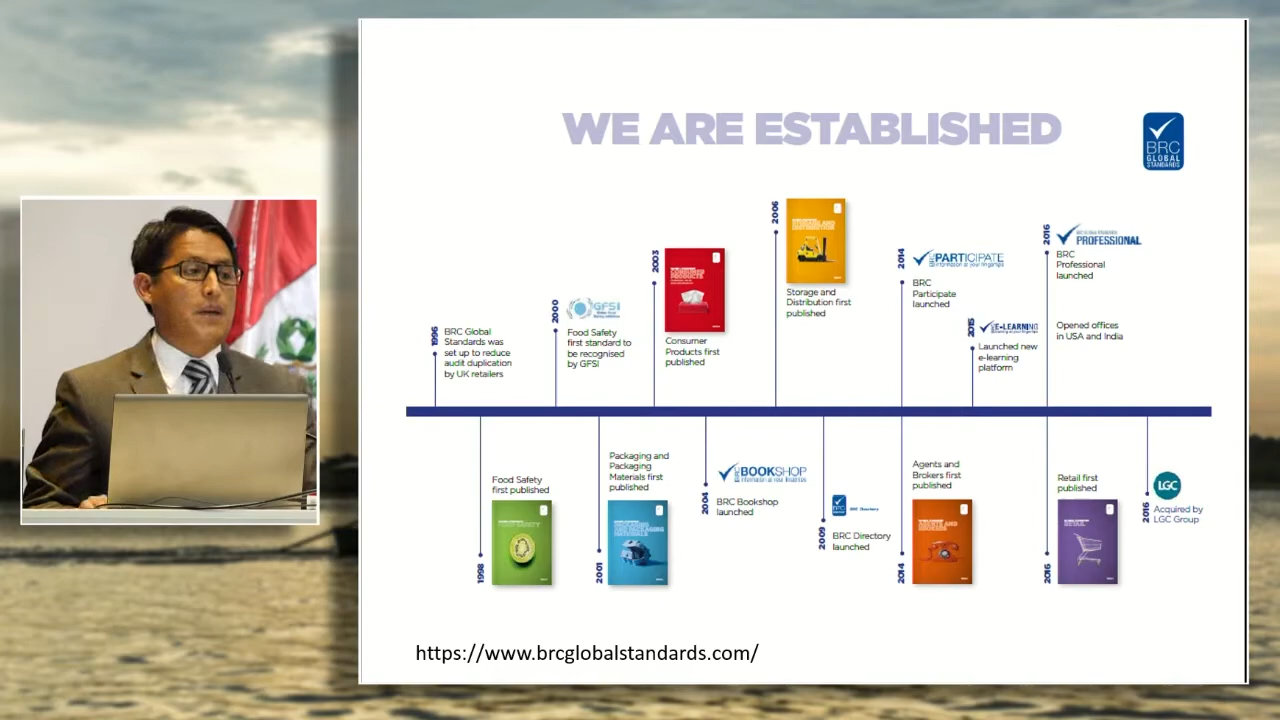 WE ARE ESTABLISHED
BRC
GLOBAL
STANDARDS
1996
BRC Global
Standards was
set up to reduce
audit duplication
by UK retailers
2000
GFSI
Food Safety
first standard to
be recognised
by GFSI
2003
Consumer
Products first
published
2006
Storage and
Distribution first
published
2014
PARTICIPATE
BRC
Participate
launched
2015
E-LEARNING
Launched new
e-learning
platform
2016
PROFESSIONAL
BRC
Professional
launched
Opened offices
in USA and India
1998
Food Safety
first published
2001
Packaging and
Packaging
Materials first
published
2004
BRC BOOKSHOP
BRC Bookshop
launched
2009
BRC Directory
launched
2014
Agents and
Brokers first
published
2016
Retail first
published
RETAIL
2016
LGC
Acquired by
LGC Group
https://www.brcglobalstandards.com/